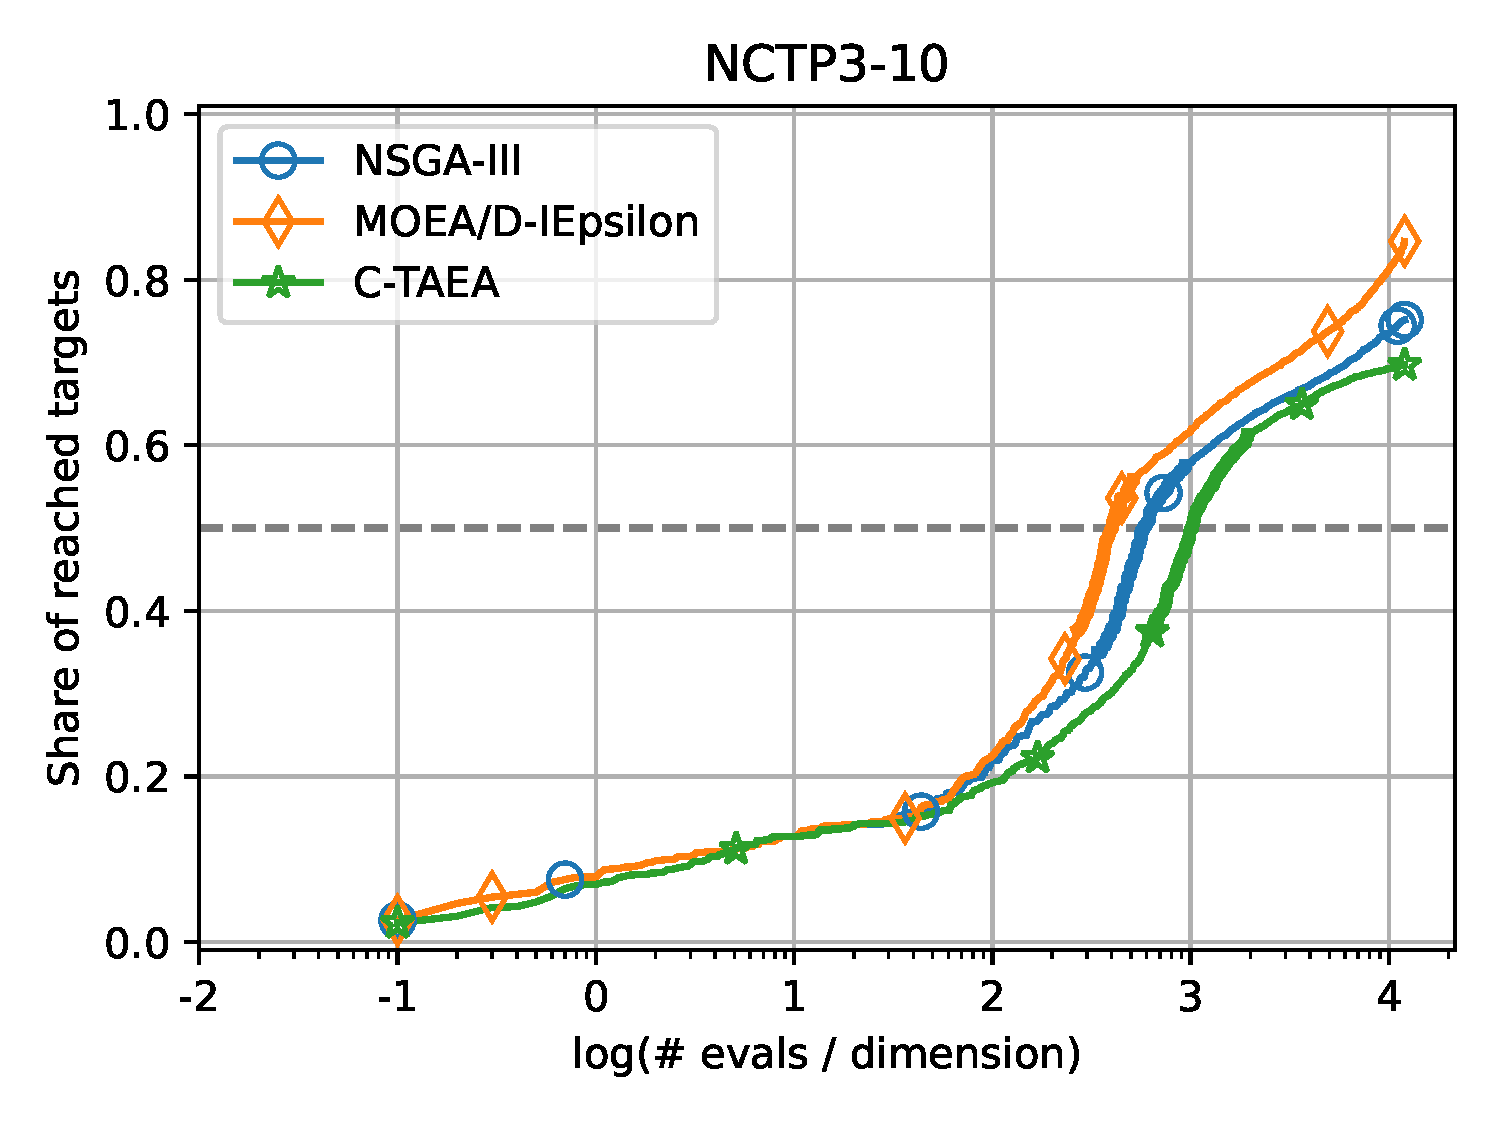 NCTP3-10
NSGA-III
MOEA/D-IEpsilon
C-TAEA
Share of reached targets
1.0
0.8
0.6
0.4
0.2
0.0
-2 -1 0 1 2 3 4
log(# evals / dimension)